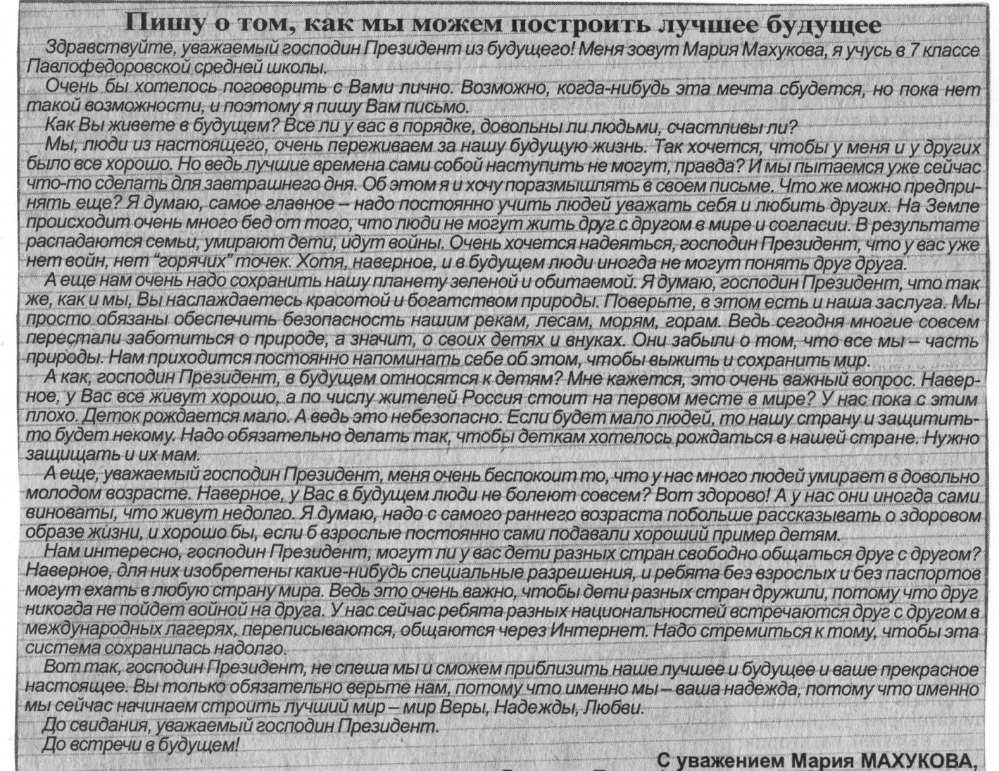 Пишу о том, как мы можем построить лучшее будущее
Здравствуйте, уважаемый господин Президент из будущего! Меня зовут Мария Махукова, я учусь в 7 классе
Павлофедоровской средней школы.
Очень бы хотелось поговорить с Вами лично. Возможно, когда-нибудь эта мечта сбудется, но пока нет
такой возможности, и поэтому я пишу Вам письмо.
Как Вы живете в будущем? Все ли у вас в порядке, довольны ли людьми, счастливы ли?
Мы, люди из настоящего, очень переживаем за нашу будущую жизнь. Так хочется, чтобы у меня и у других
было все хорошо. Но ведь лучшие времена сами собой наступить не могут, правда? И мы пытаемся уже сейчас
что-то сделать для завтрашнего дня. Об этом я и хочу поразмышлять в своем письме. Что же можно предпри-
нять еще? Я думаю, самое главное – надо постоянно учить людей уважать себя и любить других. На Земле
происходит очень много бед от того, что люди не могут жить друг с другом в мире и согласии. В результате
распадаются семьи, умирают дети, идут войны. Очень хочется надеяться, господин Президент, что у вас уже
нет войн, нет "горячих" точек. Хотя, наверное, и в будущем люди иногда не могут понять друг друга.
А еще нам очень надо сохранить нашу планету зеленой и обитаемой. Я думаю, господин Президент, что так
же, как и мы, Вы наслаждаетесь красотой и богатством природы. Поверьте, в этом есть и наша заслуга. Мы
просто обязаны обеспечить безопасность нашим рекам, лесам, морям, горам. Ведь сегодня многие совсем
перестали заботиться о природе, а значит, о своих детях и внуках. Они забыли о том, что все мы – часть
природы. Нам приходится постоянно напоминать себе об этом, чтобы выжить и сохранить мир.
А как, господин Президент, в будущем относятся к детям? Мне кажется, это очень важный вопрос. Навер-
ное, у Вас все живут хорошо, а по числу жителей Россия стоит на первом месте в мире? У нас пока с этим
плохо. Деток рождается мало. А ведь это небезопасно. Если будет мало людей, то нашу страну и защитить-
то будет некому. Надо обязательно делать так, чтобы деткам хотелось рождаться в нашей стране. Нужно
защищать и их мам.
А еще, уважаемый господин Президент, меня очень беспокоит то, что у нас много людей умирает в довольно
молодом возрасте. Наверное, у Вас в будущем люди не болеют совсем? Вот здорово! А у нас они иногда сами
виноваты, что живут недолго. Я думаю, надо с самого раннего возраста побольше рассказывать о здоровом
образе жизни, и хорошо бы, если б взрослые постоянно сами подавали хороший пример детям.
Нам интересно, господин Президент, могут ли у вас дети разных стран свободно общаться друг с другом?
Наверное, для них изобретены какие-нибудь специальные разрешения, и ребята без взрослых и без паспортов
могут ехать в любую страну мира. Ведь это очень важно, чтобы дети разных стран дружили, потому что друг
никогда не пойдет войной на друга. У нас сейчас ребята разных национальностей встречаются друг с другом в
международных лагерях, переписываются, общаются через Интернет. Надо стремиться к тому, чтобы эта
система сохранилась надолго.
Вот так, господин Президент, не спеша мы и сможем приблизить наше лучшее и будущее и ваше прекрасное
настоящее. Вы только обязательно верьте нам, потому что именно мы – ваша надежда, потому что именно
мы сейчас начинаем строить лучший мир – мир Веры, Надежды, Любви.
До свидания, уважаемый господин Президент.
До встречи в будущем!
С уважением Мария МАХУКОВА,